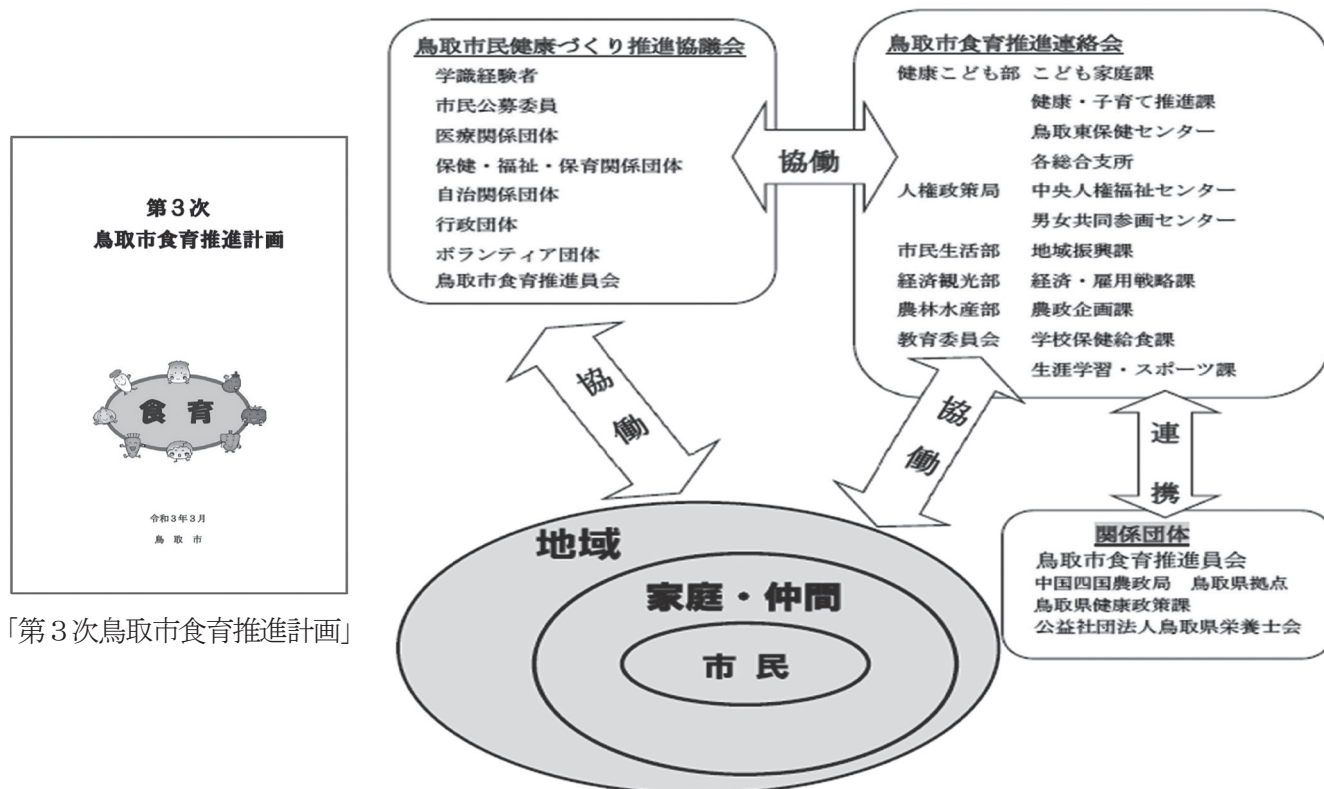 第3次
鳥取市食育推進計画
食育
令和3年3月
鳥取市
「第3次鳥取市食育推進計画」
鳥取市民健康づくり推進協議会
学識経験者
市民公募委員
医療関係団体
保健・福祉・保育関係団体
自治関係団体
行政団体
ボランティア団体
鳥取市食育推進員会
協働
鳥取市食育推進連絡会
健康こども部 こども家庭課
健康・子育て推進課
鳥取東保健センター
各総合支所
人権政策局 中央人権福祉センター
男女共同参画センター
市民生活部 地域振興課
経済観光部 経済・雇用戦略課
農林水産部 農政企画課
教育委員会 学校保健給食課
生涯学習・スポーツ課
協働
協働
連携
地域
家庭・仲間
市民
関係団体
鳥取市食育推進員会
中国四国農政局 鳥取県拠点
鳥取県健康政策課
公益社団法人鳥取県栄養士会